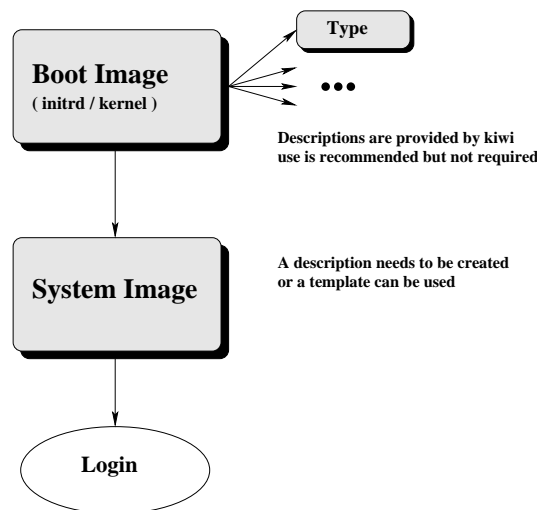 Type
Boot Image
( initrd / kernel )
Descriptions are provided by kiwi
use is recommended but not required
System Image
A description needs to be created
or a template can be used
Login